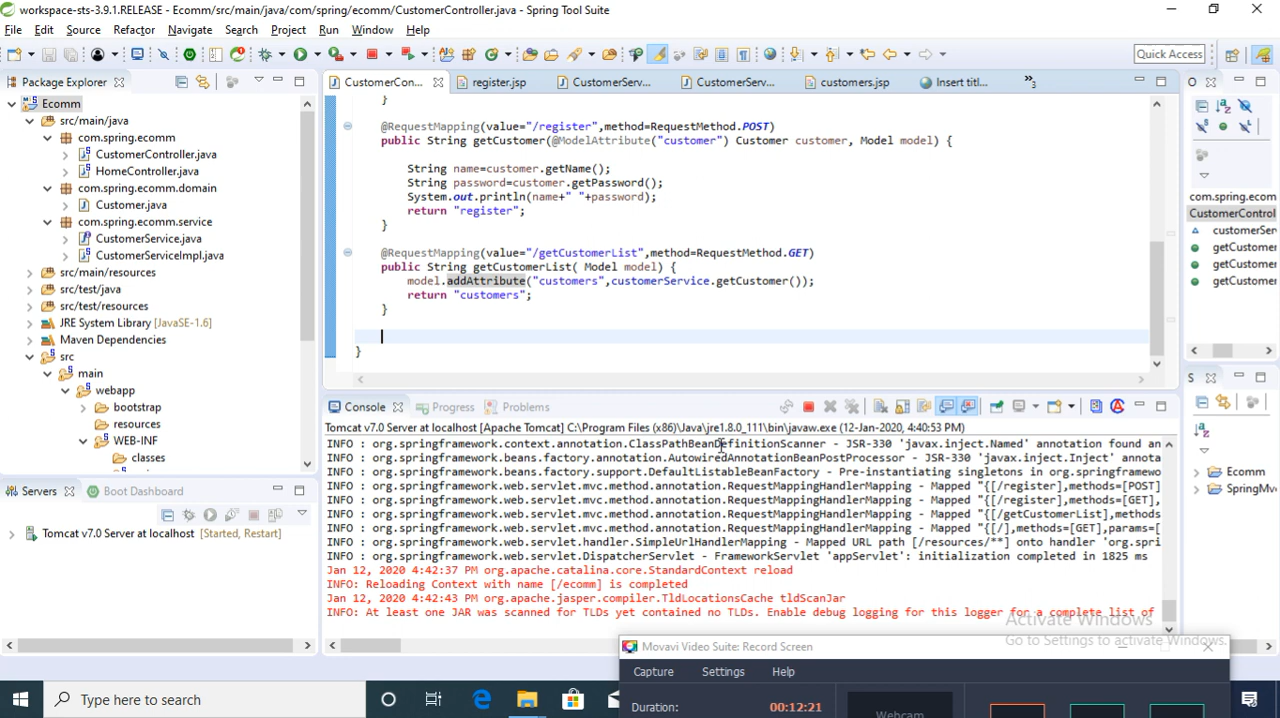 workspace-sts-3.9.1.RELEASE - Ecomm/src/main/java/com/spring/ecomm/CustomerController.java - Spring Tool Suite
File Edit Source Refactor Navigate Search Project Run Window Help
Quick Access
Package Explorer
CustomerCon...
register.jsp
CustomerServ...
CustomerServ...
customers.jsp
Insert titl...
»3
O
Ecomm
src/main/java
com.spring.ecomm
CustomerController.java
HomeController.java
com.spring.ecomm.domain
Customer.java
com.spring.ecomm.service
CustomerService.java
CustomerServiceImpl.java
src/main/resources
src/test/java
src/test/resources
JRE System Library [JavaSE-1.6]
Maven Dependencies
src
main
webapp
bootstrap
resources
WEB-INF
classes
}
@RequestMapping(value="/register",method=RequestMethod.POST)
public String getCustomer(@ModelAttribute("customer") Customer customer, Model model) {
String name=customer.getName();
String password=customer.getPassword();
System.out.println(name+" "+password);
return "register";
}
@RequestMapping(value="/getCustomerList",method=RequestMethod.GET)
public String getCustomerList( Model model) {
model.addAttribute("customers",customerService.getCustomer());
return "customers";
}
}
com.spring.ecom
CustomerControl
customerSer
getCustome
getCustome
getCustome
S
Ecomm
SpringMv
Servers
Boot Dashboard
Tomcat v7.0 Server at localhost [Started, Restart]
Console
Progress
Problems
Tomcat v7.0 Server at localhost [Apache Tomcat] C:\Program Files (x86)\Java\jre1.8.0_111\bin\javaw.exe (12-Jan-2020, 4:40:53 PM)
INFO : org.springframework.context.annotation.ClassPathBeanDefinitionScanner - JSR-330 'javax.inject.Named' annotation found an
INFO : org.springframework.beans.factory.annotation.AutowiredAnnotationBeanPostProcessor - JSR-330 'javax.inject.Inject' annota
INFO : org.springframework.beans.factory.support.DefaultListableBeanFactory - Pre-instantiating singletons in org.springframewo
INFO : org.springframework.web.servlet.mvc.method.annotation.RequestMappingHandlerMapping - Mapped "{[/register],methods=[POST]
INFO : org.springframework.web.servlet.mvc.method.annotation.RequestMappingHandlerMapping - Mapped "{[/register],methods=[GET],
INFO : org.springframework.web.servlet.mvc.method.annotation.RequestMappingHandlerMapping - Mapped "{[/getCustomerList],methods
INFO : org.springframework.web.servlet.mvc.method.annotation.RequestMappingHandlerMapping - Mapped "{[/],methods=[GET],params=[
INFO : org.springframework.web.servlet.handler.SimpleUrlHandlerMapping - Mapped URL path [/resources/**] onto handler 'org.spri
INFO : org.springframework.web.servlet.DispatcherServlet - FrameworkServlet 'appServlet': initialization completed in 1825 ms
Jan 12, 2020 4:42:37 PM org.apache.catalina.core.StandardContext reload
INFO: Reloading Context with name [/ecomm] is completed
Jan 12, 2020 4:42:43 PM org.apache.jasper.compiler.TldLocationsCache tldScanJar
INFO: At least one JAR was scanned for TLDs yet contained no TLDs. Enable debug logging for this logger for a complete list of
Activate Windows
Go to Settings to activate Windows.
Movavi Video Suite: Record Screen
Capture Settings Help
Duration: 00:12:21
Webcam
Type here to search